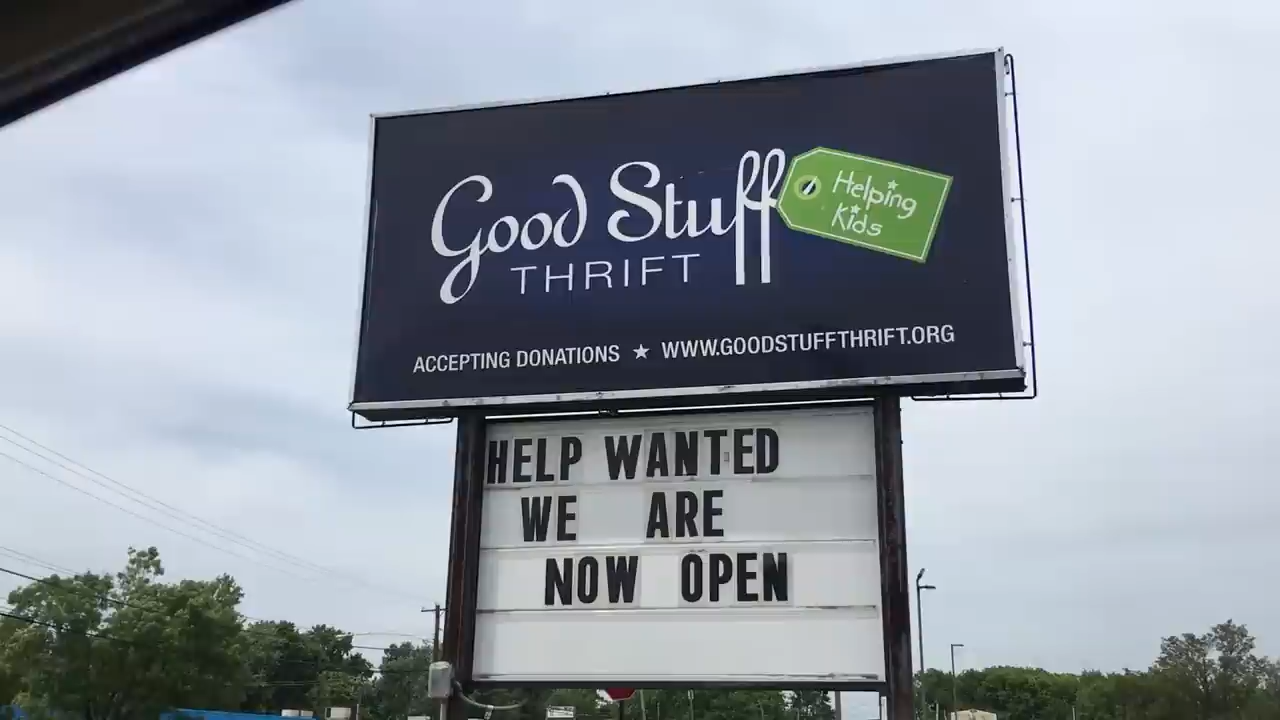 Good Stuff
THRIFT
Helping
Kids
ACCEPTING DONATIONS ★ WWW.GOODSTUFFTHRIFT.ORG
HELP WANTED
WE ARE
NOW OPEN